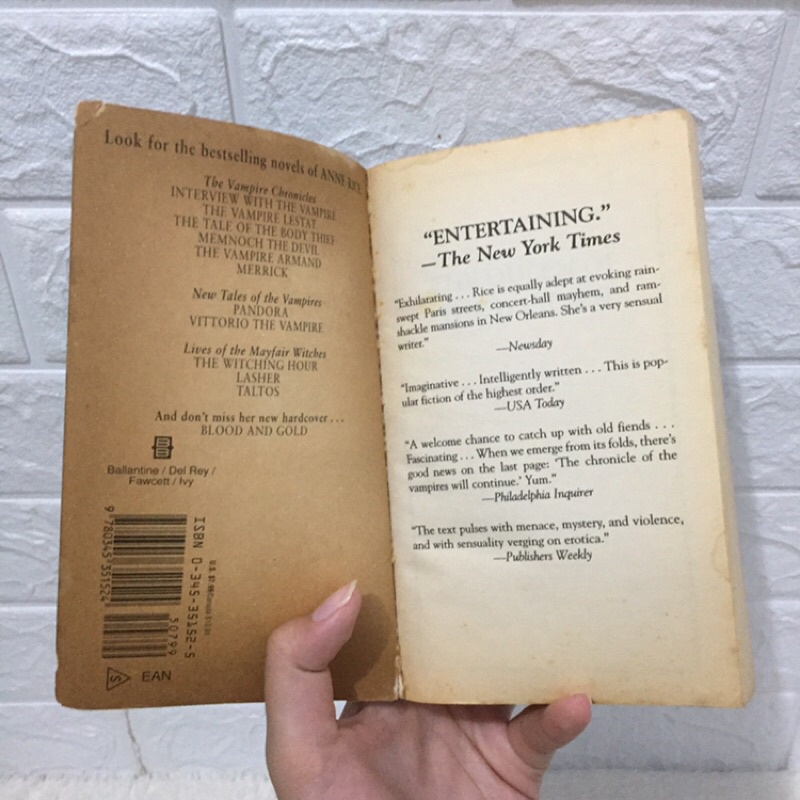 Look for the bestselling novels of ANNE RICE
The Vampire Chronicles
INTERVIEW WITH THE VAMPIRE
THE VAMPIRE LESTAT
THE TALE OF THE BODY THIEF
MEMNOCH THE DEVIL
THE VAMPIRE ARMAND
MERRICK
New Tales of the Vampires
PANDORA
VITTORIO THE VAMPIRE
Lives of the Mayfair Witches
THE WITCHING HOUR
LASHER
TALTOS
And don't miss her new hardcover...
BLOOD AND GOLD
Ballantine / Del Rey /
Fawcett / Ivy
9 780345 351524
50799
ISBN 0-345-35152-5
U.S. $7.99
S
EAN
“ENTERTAINING.”
—The New York Times
“Exhilarating . . . Rice is equally adept at evoking rain-
swept Paris streets, concert-hall mayhem, and ram-
shackle mansions in New Orleans. She's a very sensual
writer.”
—Newsday
“Imaginative . . . Intelligently written . . . This is pop-
ular fiction of the highest order.”
—USA Today
“A welcome chance to catch up with old fiends . . .
Fascinating . . . When we emerge from its folds, there's
good news on the last page: ‘The chronicle of the
vampires will continue.’ Yum.”
—Philadelphia Inquirer
“The text pulses with menace, mystery, and violence,
and with sensuality verging on erotica.”
—Publishers Weekly